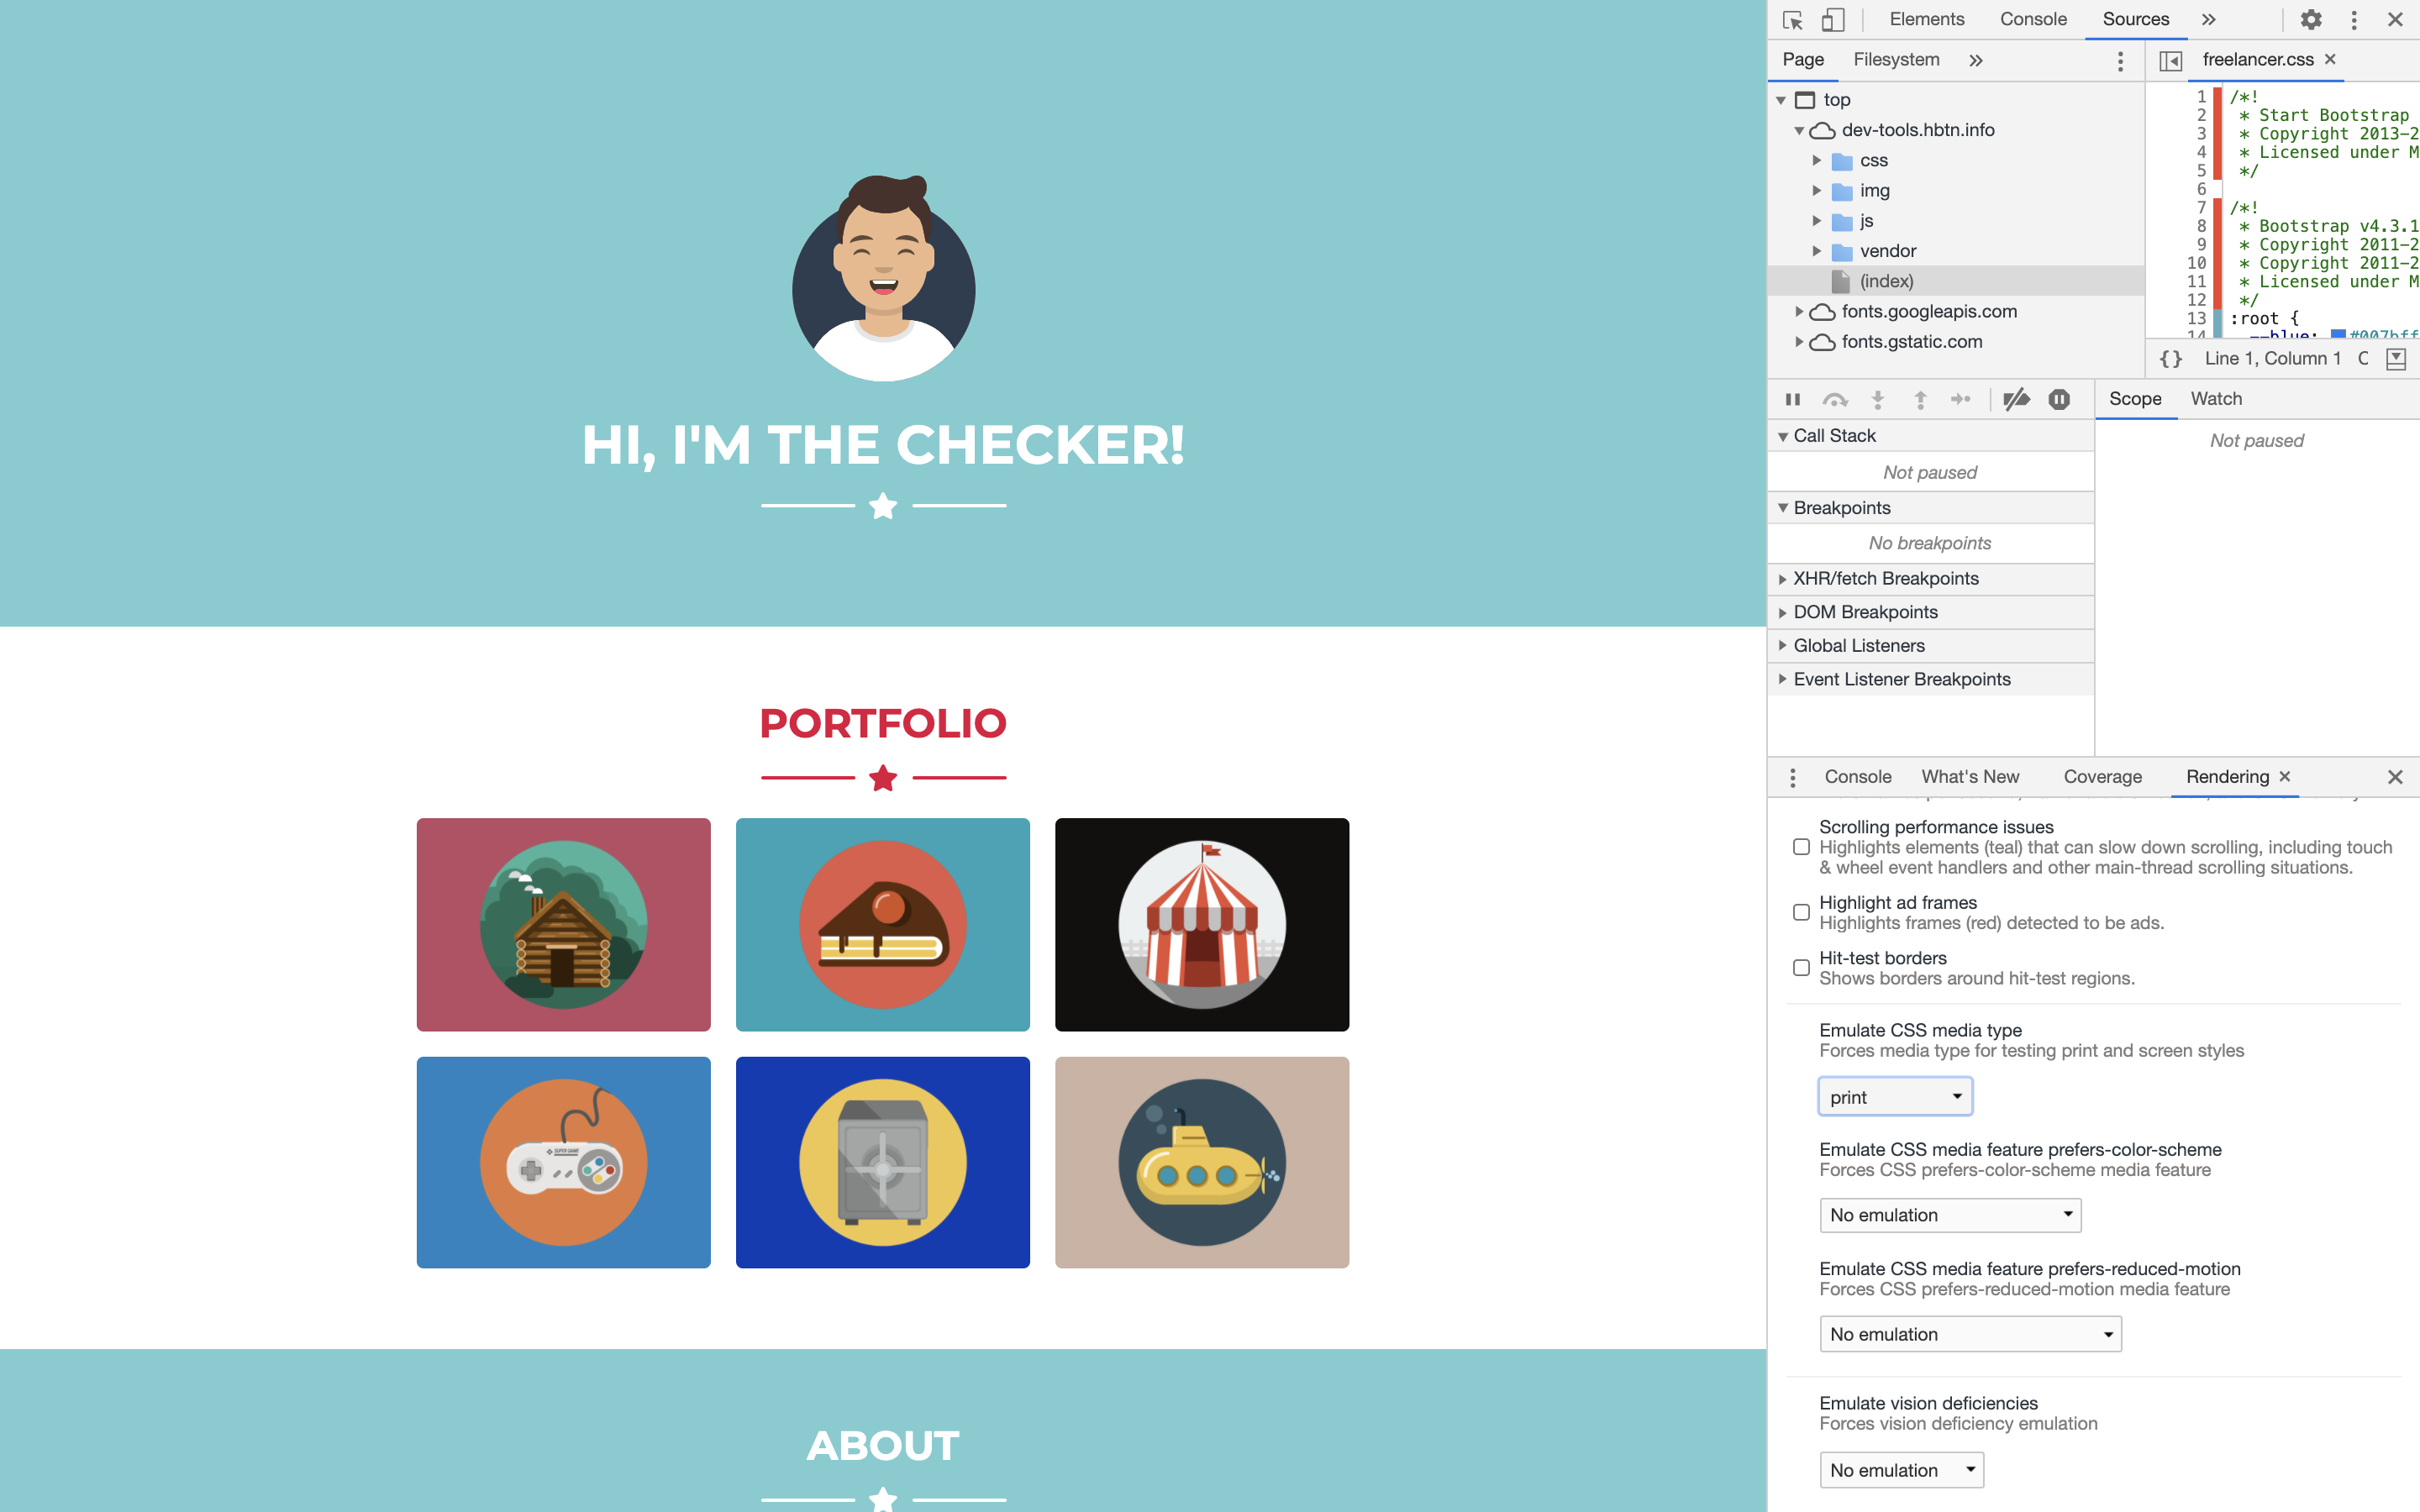 HI, I'M THE CHECKER!
PORTFOLIO
SUPER GAME
ABOUT
Elements Console Sources
Page Filesystem
top
dev-tools.hbtn.info
css
img
js
vendor
(index)
fonts.googleapis.com
fonts.gstatic.com
freelancer.css
1 /*!
2 * Start Bootstrap
3 * Copyright 2013-2
4 * Licensed under M
5 */
6
7 /*!
8 * Bootstrap v4.3.1
9 * Copyright 2011-2
10 * Copyright 2011-2
11 * Licensed under M
12 */
13 :root {
14 --blue: #007bff
{} Line 1, Column 1 C
Call Stack
Not paused
Breakpoints
No breakpoints
XHR/fetch Breakpoints
DOM Breakpoints
Global Listeners
Event Listener Breakpoints
Scope Watch
Not paused
Console What's New Coverage Rendering
Scrolling performance issues
Highlights elements (teal) that can slow down scrolling, including touch
& wheel event handlers and other main-thread scrolling situations.
Highlight ad frames
Highlights frames (red) detected to be ads.
Hit-test borders
Shows borders around hit-test regions.
Emulate CSS media type
Forces media type for testing print and screen styles
print
Emulate CSS media feature prefers-color-scheme
Forces CSS prefers-color-scheme media feature
No emulation
Emulate CSS media feature prefers-reduced-motion
Forces CSS prefers-reduced-motion media feature
No emulation
Emulate vision deficiencies
Forces vision deficiency emulation
No emulation